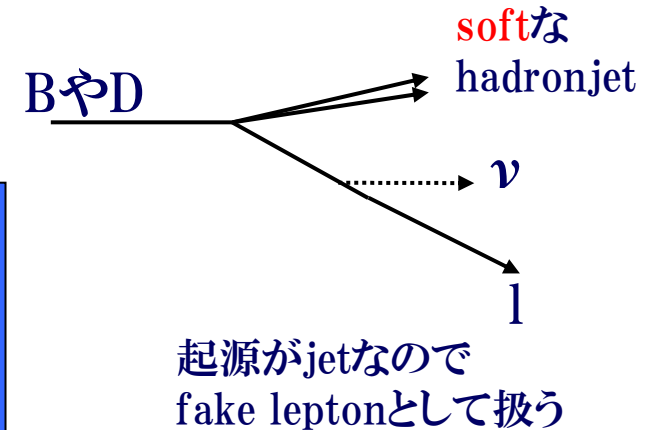 softな
hadronjet
BやD
ν
l
起源がjetなので
fake leptonとして扱う